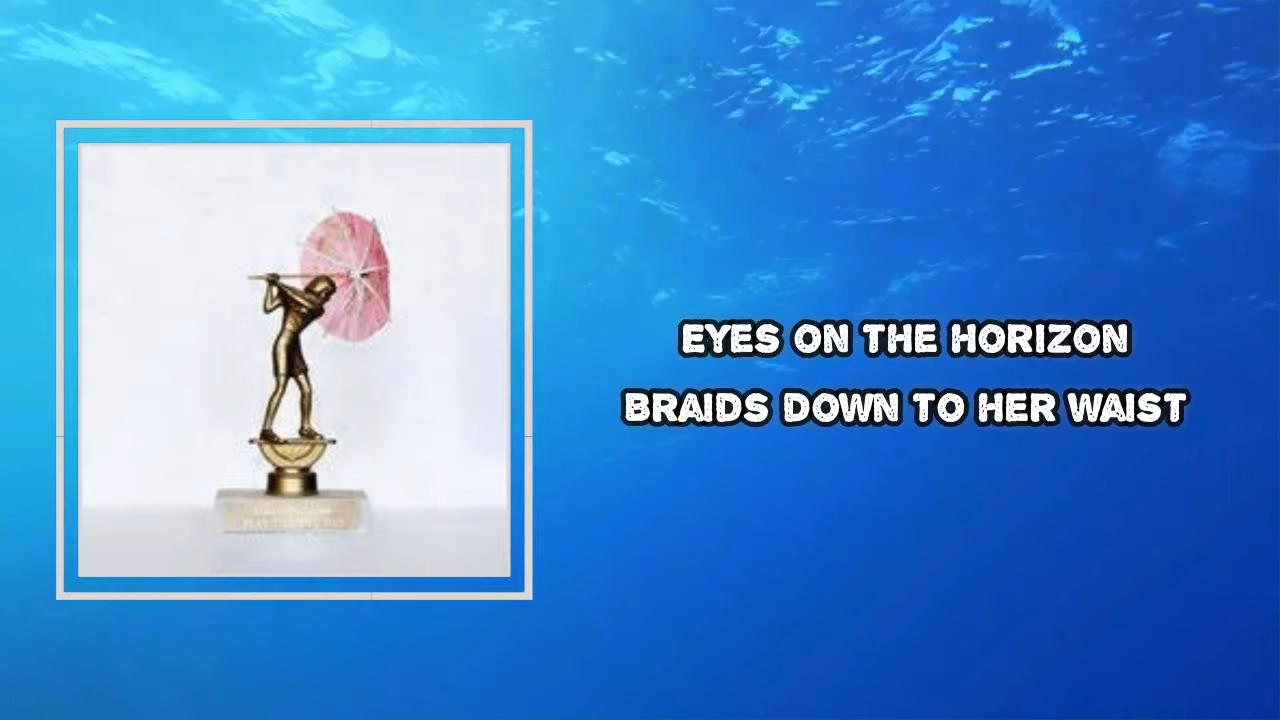 EYES ON THE HORIZON
BRAIDS DOWN TO HER WAIST